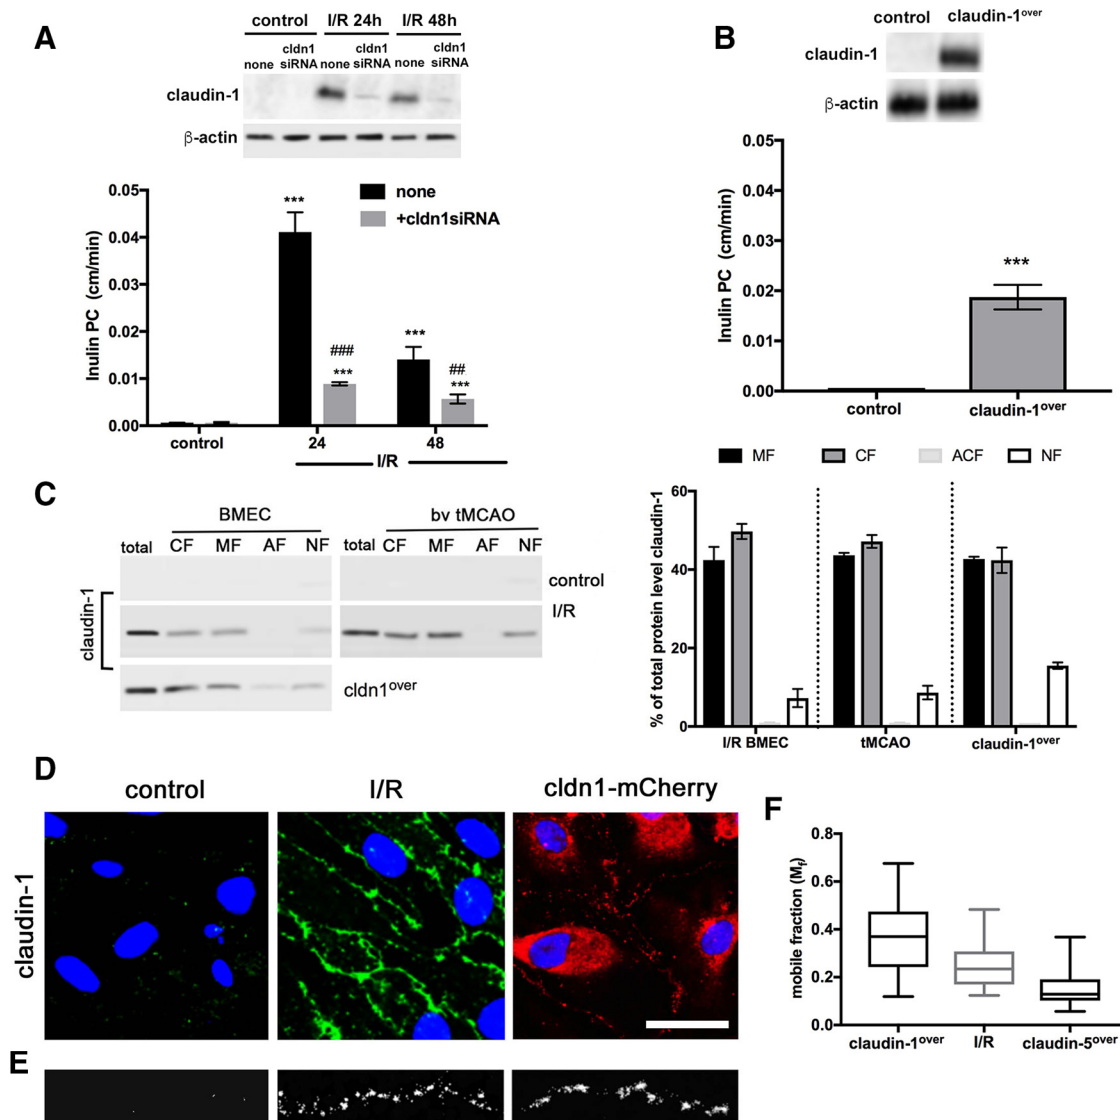 A
control I/R 24h I/R 48h
none cldn1 siRNA none cldn1 siRNA none cldn1 siRNA
claudin-1
β-actin
none
+cldn1siRNA
Inulin PC (cm/min)
0.05
0.04
0.03
0.02
0.01
0.00
***
###
***
***
##
***
control 24 48
I/R
B
control claudin-1over
claudin-1
β-actin
Inulin PC (cm/min)
0.05
0.04
0.03
0.02
0.01
0.00
***
control claudin-1over
C
BMEC bv tMCAO
total CF MF AF NF total CF MF AF NF
control
claudin-1
I/R
cldn1over
MF CF ACF NF
% of total protein level claudin-1
60
40
20
0
I/R BMEC tMCAO claudin-1over
D
control I/R cldn1-mCherry
claudin-1
E
F
mobile fraction (Mf)
0.8
0.6
0.4
0.2
0.0
claudin-1over I/R claudin-5over